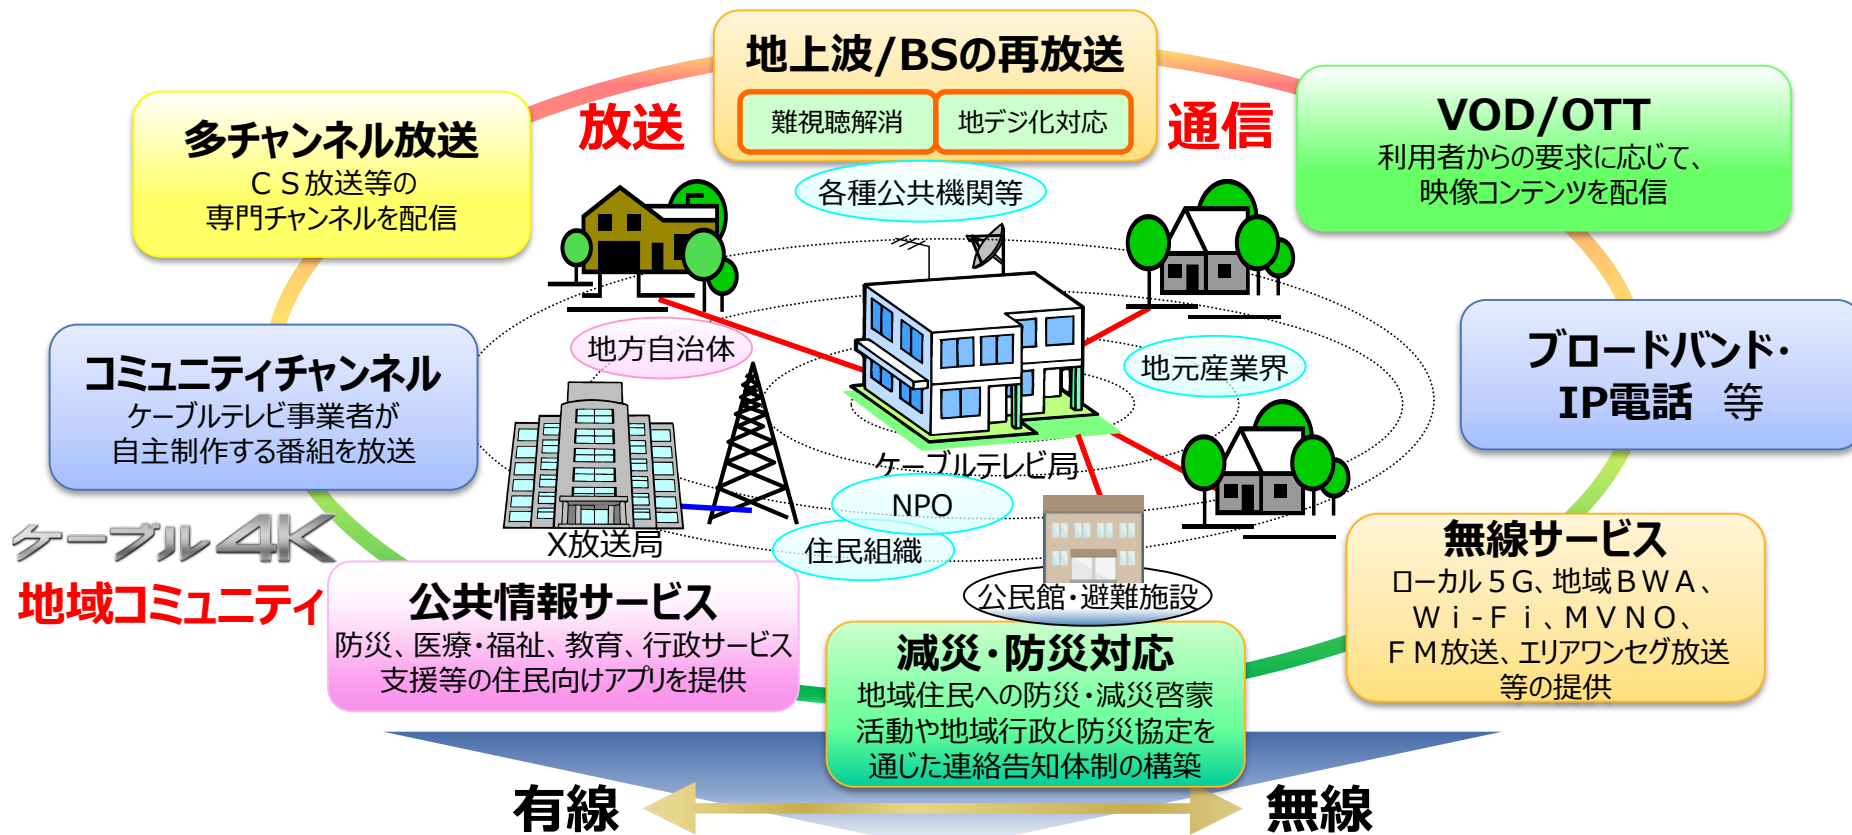 地上波/BSの再放送
難視聴解消
地デジ化対応
放送
通信
多チャンネル放送
ＣＳ放送等の
専門チャンネルを配信
VOD/OTT
利用者からの要求に応じて、
映像コンテンツを配信
各種公共機関等
地方自治体
地元産業界
コミュニティチャンネル
ケーブルテレビ事業者が
自主制作する番組を放送
ブロードバンド・
IP電話　等
ケーブルテレビ局
NPO
X放送局
住民組織
公民館・避難施設
ケーブル4K
地域コミュニティ
公共情報サービス
防災、医療・福祉、教育、行政サービス
支援等の住民向けアプリを提供
減災・防災対応
地域住民への防災・減災啓蒙
活動や地域行政と防災協定を
通じた連絡告知体制の構築
無線サービス
ローカル５Ｇ、地域ＢＷＡ、
Ｗｉ-Ｆｉ、ＭＶＮＯ、
ＦＭ放送、エリアワンセグ放送
等の提供
有線
無線